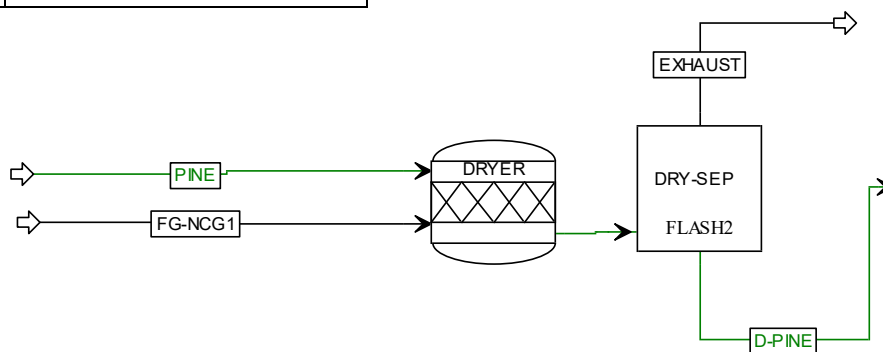 EXHAUST
PINE
DRYER
DRY-SEP
FG-NCG1
FLASH2
D-PINE